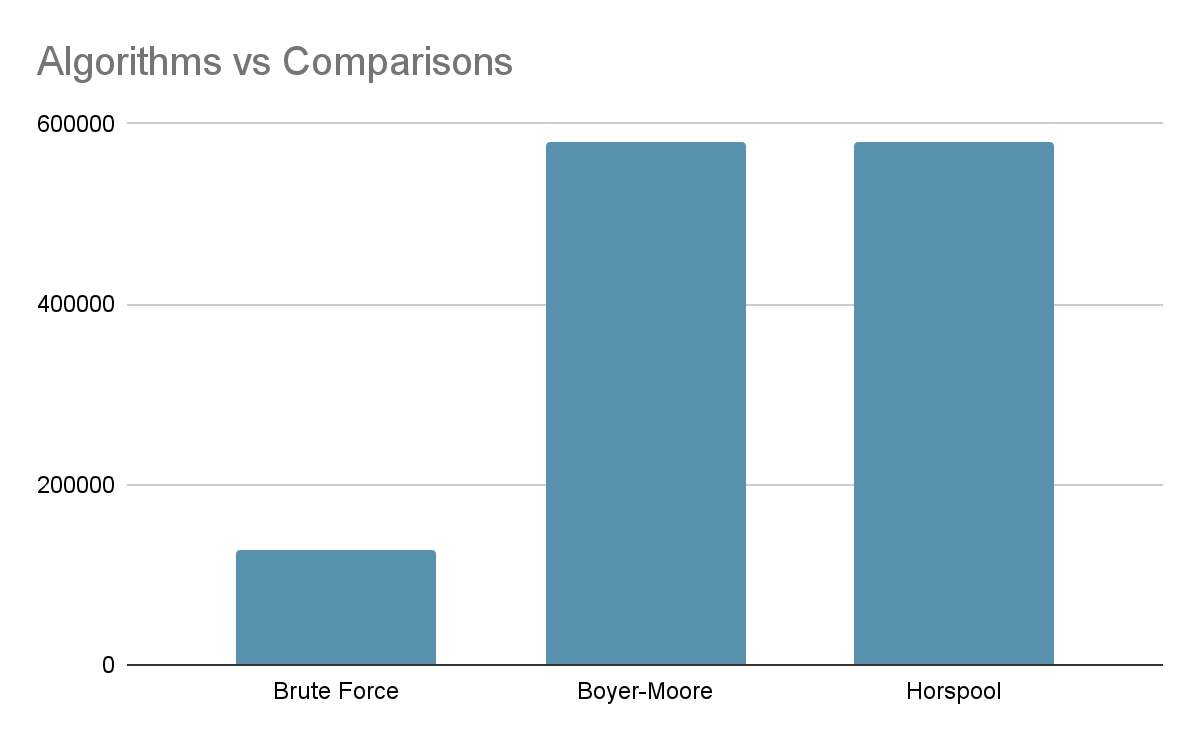 Algorithms vs Comparisons
600000
400000
200000
0
Brute Force
Boyer-Moore
Horspool